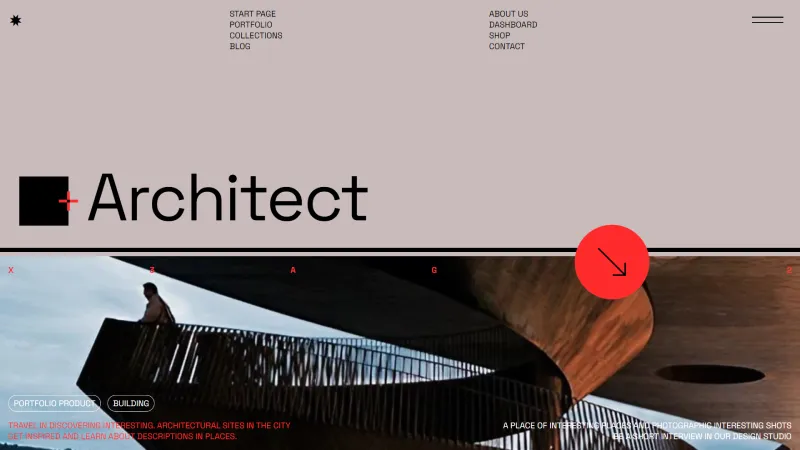 START PAGE
PORTFOLIO
COLLECTIONS
BLOG
ABOUT US
DASHBOARD
SHOP
CONTACT
Architect
X 3 A G 8
PORTFOLIO PRODUCT
BUILDING
TRAVEL IN DISCOVERING INTERESTING. ARCHITECTURAL SITES IN THE CITY
GET INSPIRED AND LEARN ABOUT DESCRIPTIONS IN PLACES.
A PLACE OF INTERESTING PLACES AND PHOTOGRAPHIC INTERESTING SHOTS
BE A SHORT INTERVIEW IN OUR DESIGN STUDIO